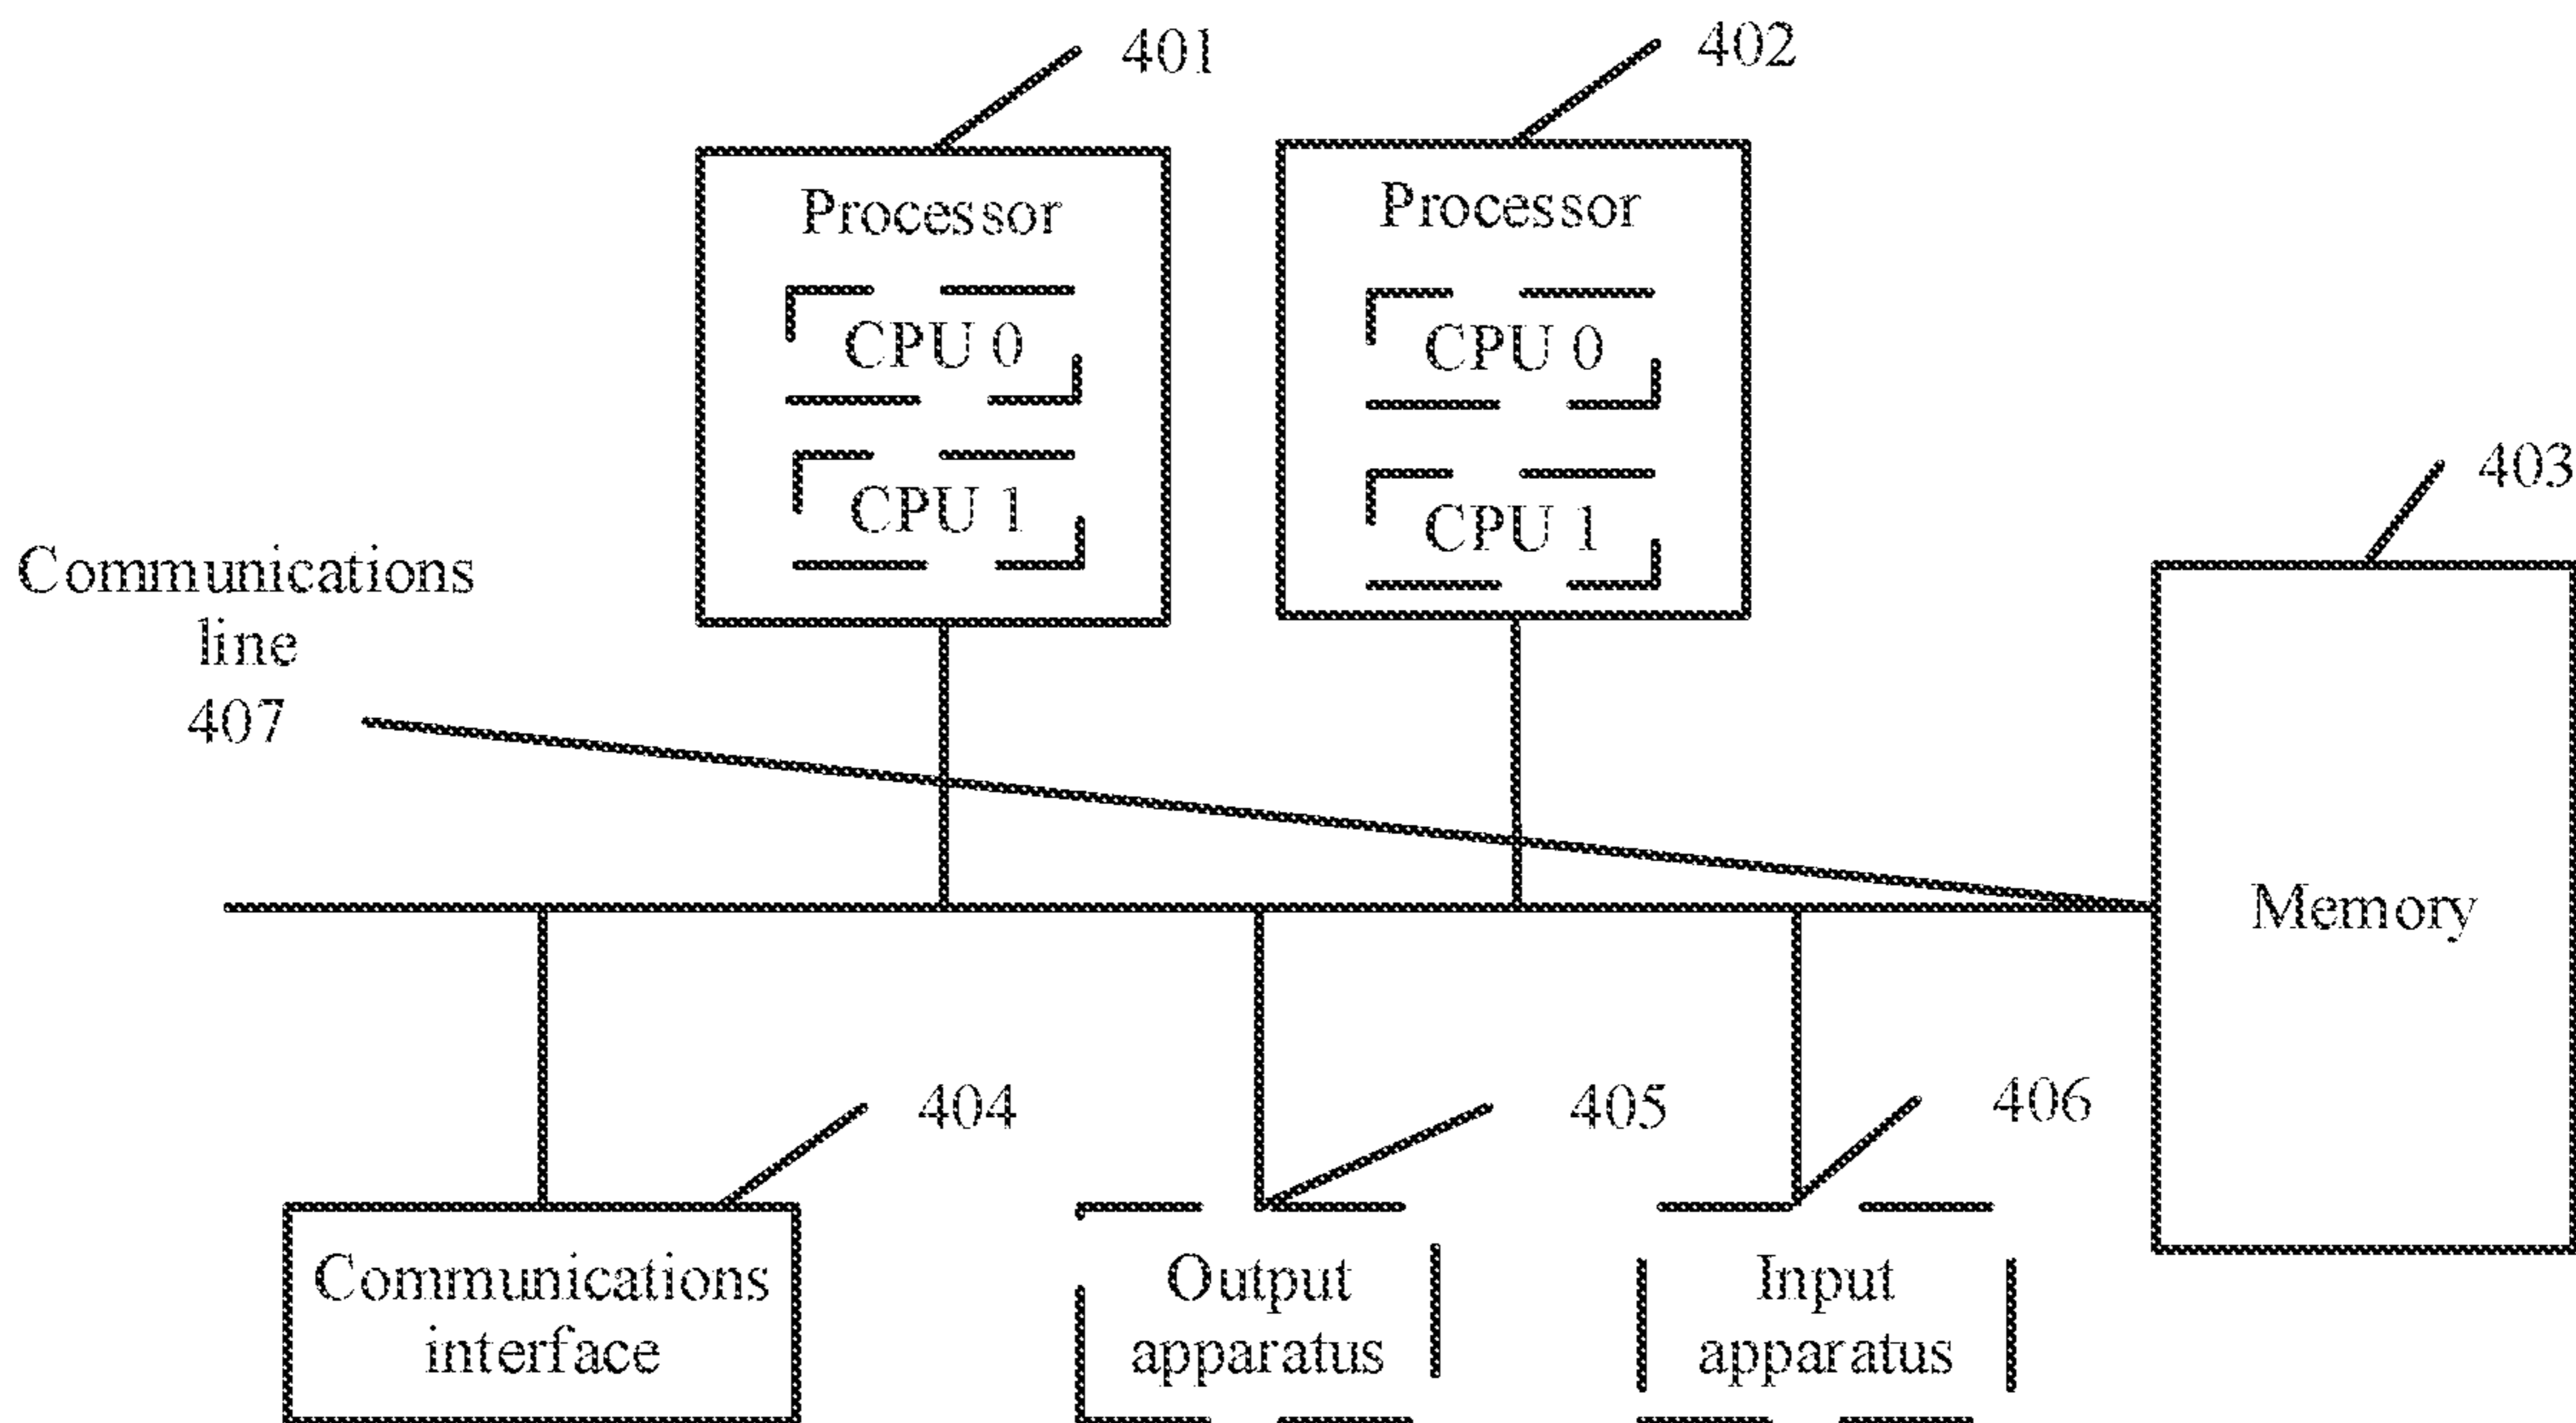 401
402
Processor
Processor
CPU 0
CPU 0
CPU 1
CPU 1
403
Communications
line
407
Memory
404
405
406
Communications
interface
Output
apparatus
Input
apparatus